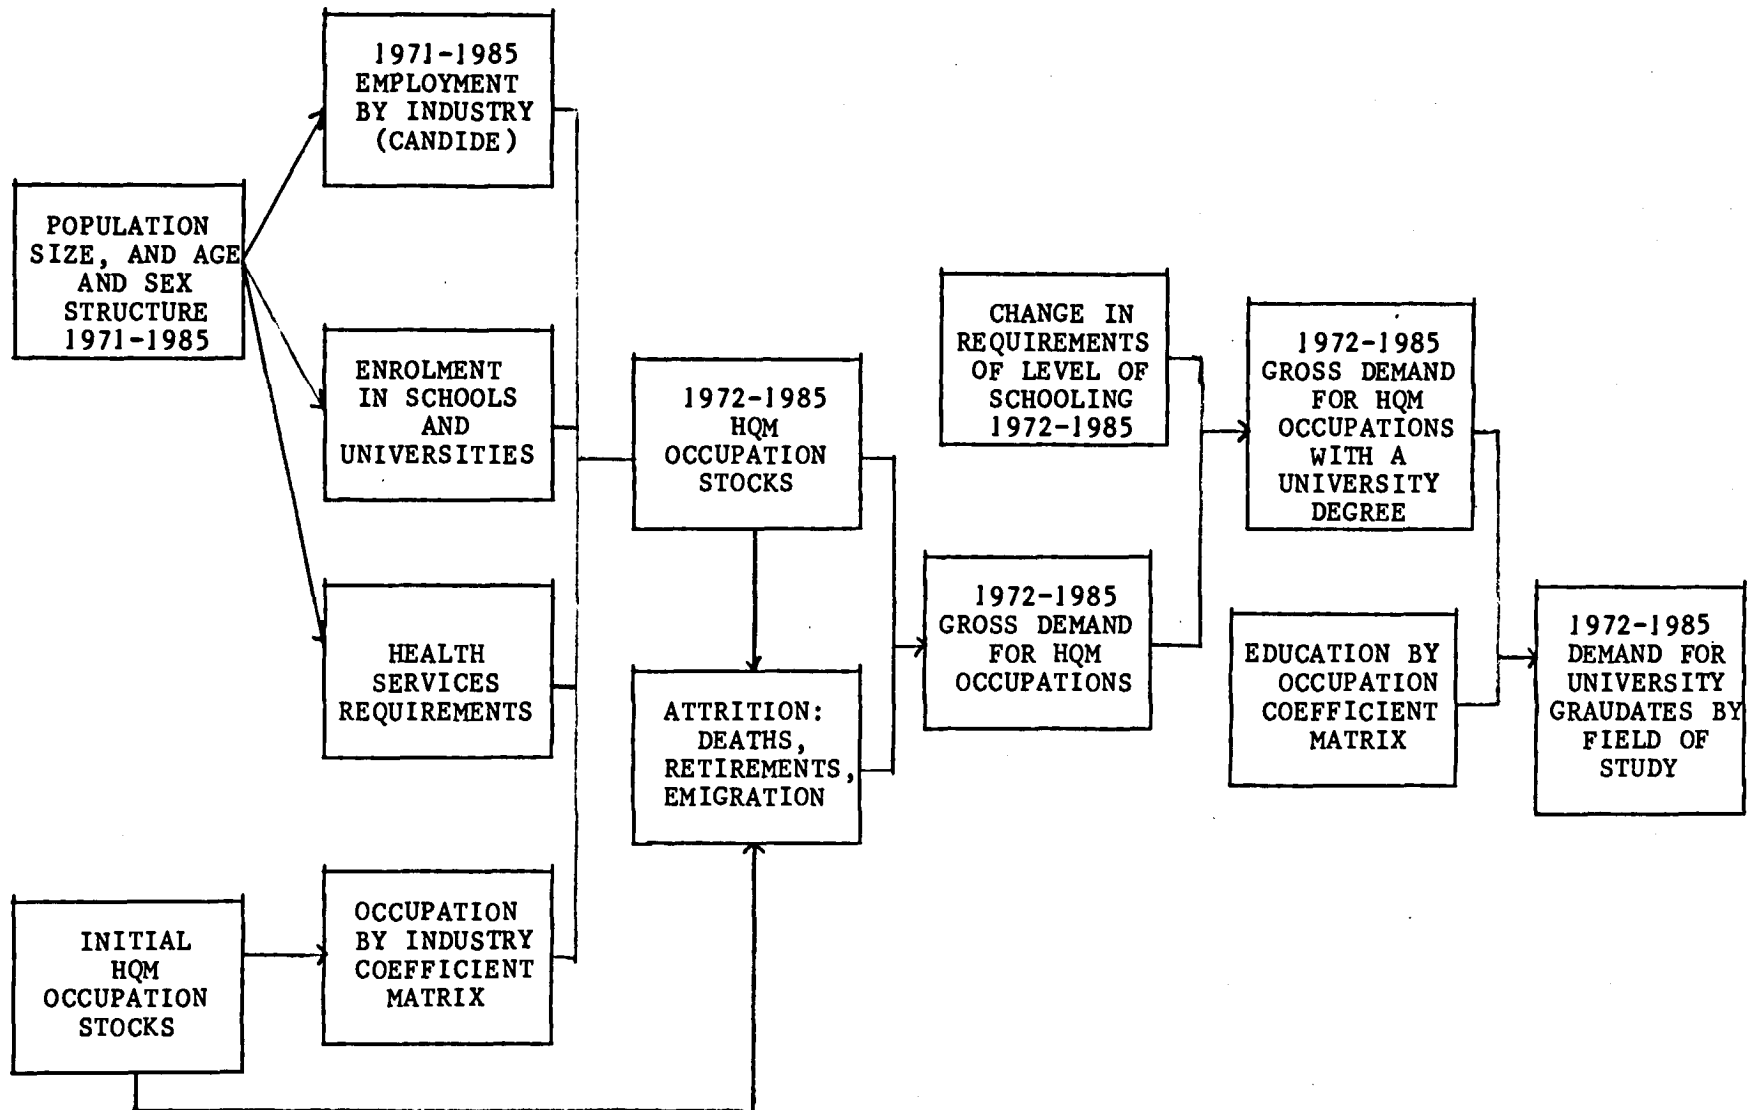 1971-1985
EMPLOYMENT
BY INDUSTRY
(CANDIDE)
POPULATION
SIZE, AND AGE
AND SEX
STRUCTURE
1971-1985
ENROLMENT
IN SCHOOLS
AND
UNIVERSITIES
HEALTH
SERVICES
REQUIREMENTS
INITIAL
HQM
OCCUPATION
STOCKS
OCCUPATION
BY INDUSTRY
COEFFICIENT
MATRIX
1972-1985
HQM
OCCUPATION
STOCKS
ATTRITION:
DEATHS,
RETIREMENTS,
EMIGRATION
CHANGE IN
REQUIREMENTS
OF LEVEL OF
SCHOOLING
1972-1985
1972-1985
GROSS DEMAND
FOR HQM
OCCUPATIONS
1972-1985
GROSS DEMAND
FOR HQM
OCCUPATIONS
WITH A
UNIVERSITY
DEGREE
EDUCATION BY
OCCUPATION
COEFFICIENT
MATRIX
1972-1985
DEMAND FOR
UNIVERSITY
GRAUDATES BY
FIELD OF
STUDY